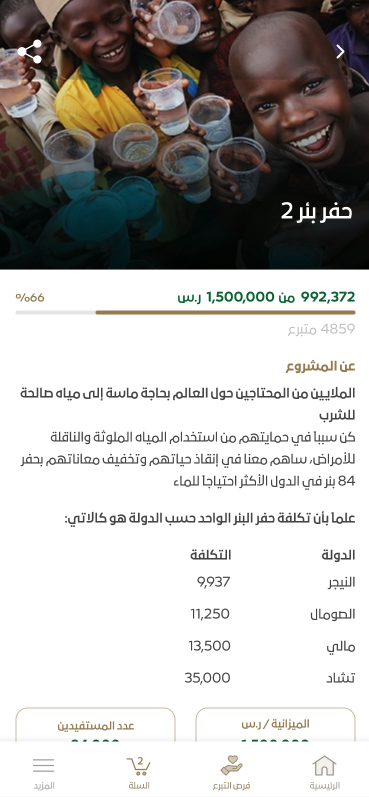 حفر بئر 2
992,372 من 1,500,000 ر.س
66%
4859 متبرع
عن المشروع
الملايين من المحتاجين حول العالم بحاجة ماسة إلى مياه صالحة
للشرب
كن سببا في حمايتهم من استخدام المياه الملوثة والناقلة
للأمراض، ساهم معنا في إنقاذ حياتهم وتخفيف معاناتهم بحفر
84 بئر في الدول الأكثر احتياجا للماء
علما بأن تكلفة حفر البئر الواحد حسب الدولة هو كالاتي:
الدولة التكلفة
النيجر 9,937
الصومال 11,250
مالي 13,500
تشاد 35,000
الميزانية / ر.س
عدد المستفيدين
الرئيسية
فرص التبرع
2
السلة
المزيد